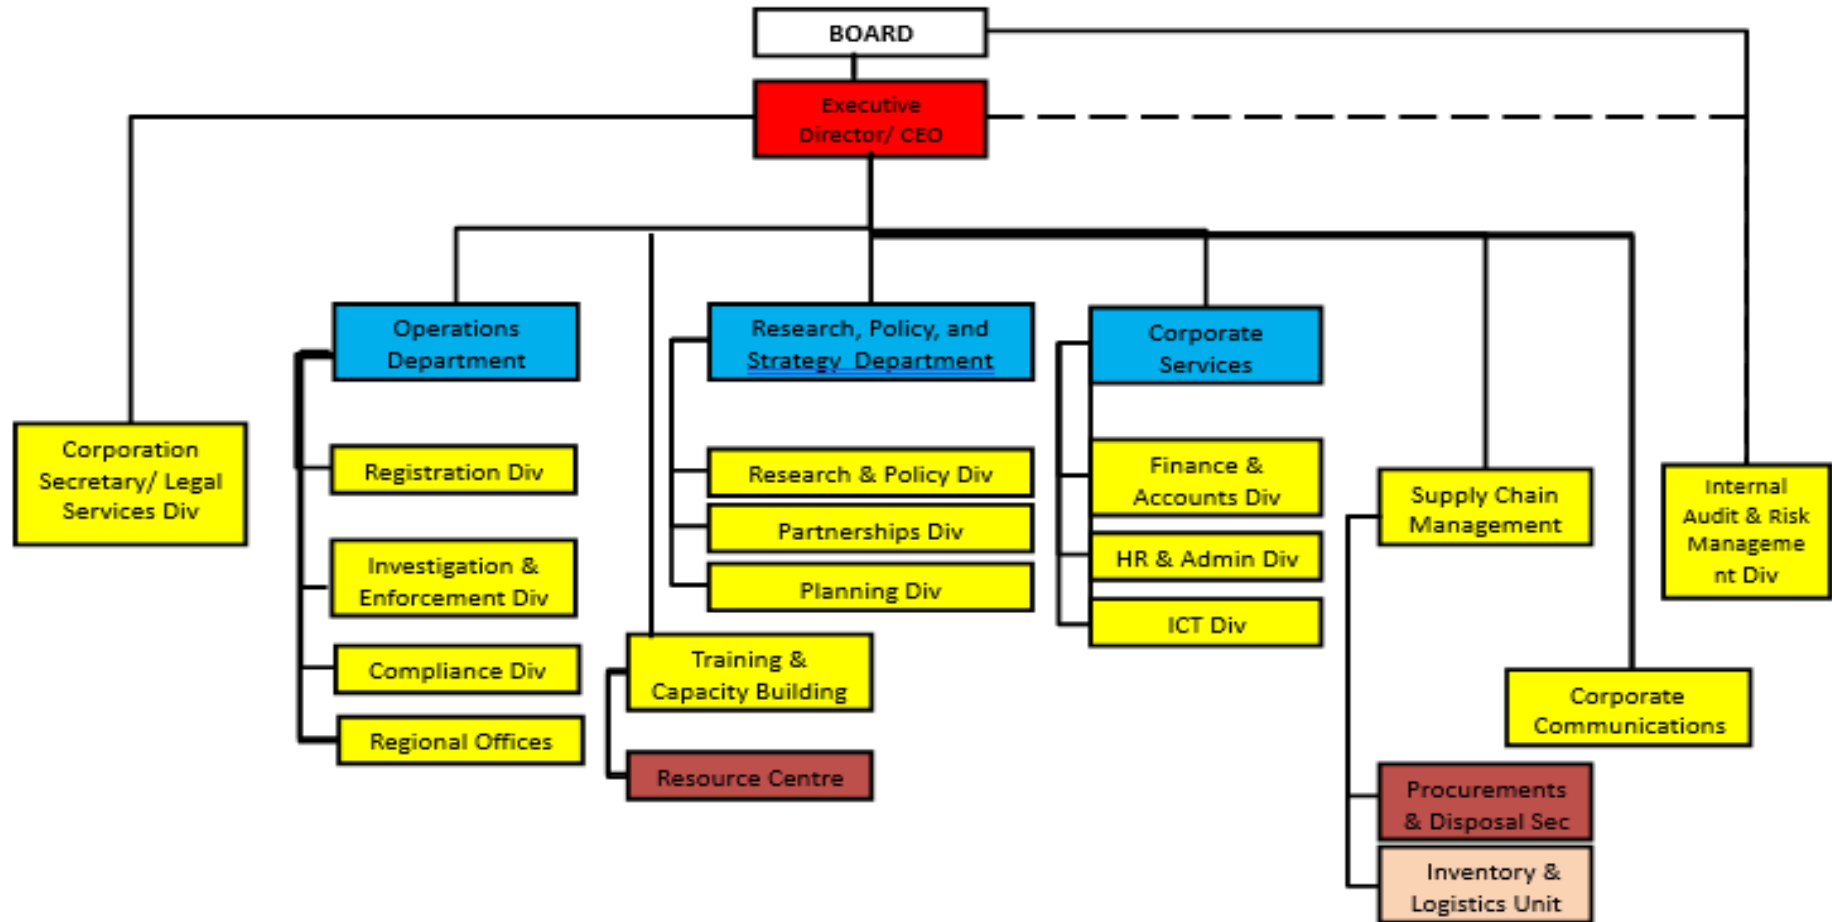 BOARD
Executive
Director/ CEO
Operations
Department
Research, Policy, and
Strategy  Department
Corporate
Services
Corporation
Secretary/ Legal
Services Div
Registration Div
Investigation &
Enforcement Div
Compliance Div
Regional Offices
Research & Policy Div
Partnerships Div
Planning Div
Training &
Capacity Building
Resource Centre
Finance &
Accounts Div
HR & Admin Div
ICT Div
Supply Chain
Management
Procurements
& Disposal Sec
Inventory &
Logistics Unit
Corporate
Communications
Internal
Audit & Risk
Manageme
nt Div